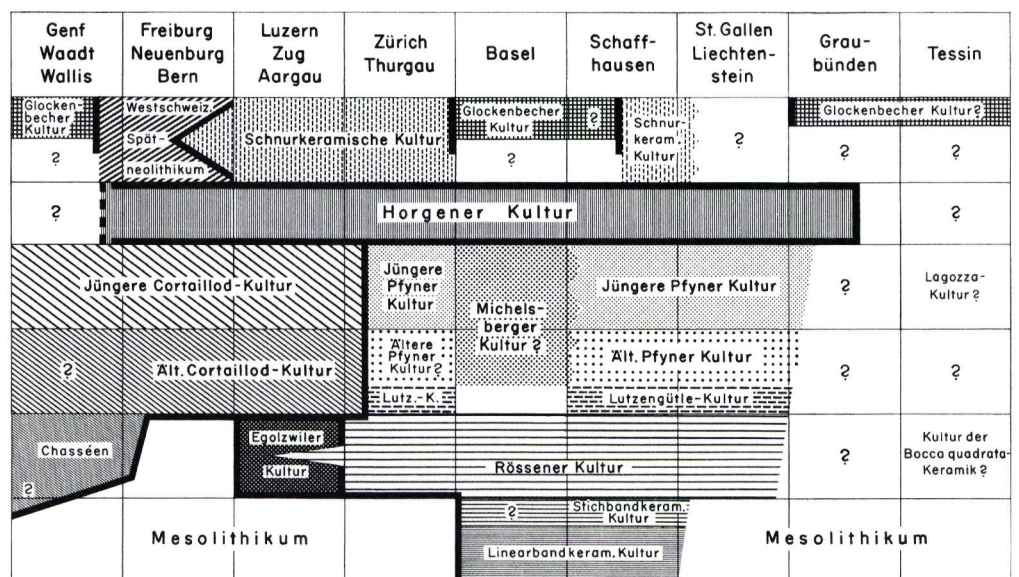 Genf
Waadt
Wallis
Freiburg
Neuenburg
Bern
Luzern
Zug
Aargau
Zürich
Thurgau
Basel
Schaff-
hausen
St. Gallen
Liechten-
stein
Grau-
bünden
Tessin
Glocken-
becher
Kultur
?
Westschweiz.
Spät-
neolithikum
Schnurkeramische Kultur
Glockenbecher
Kultur
?
?
Schnur-
keram.
Kultur
?
Glockenbecher Kultur?
?
?
?
Horgener Kultur
?
Jüngere Cortaillod-Kultur
Jüngere
Pfyner
Kultur
Michels-
berger
Kultur ?
Jüngere Pfyner Kultur
?
Lagozza-
Kultur ?
?
Ält. Cortaillod-Kultur
Ältere
Pfyner
Kultur?
Lutz.-K.
Ält. Pfyner Kultur
Lutzengütle-Kultur
?
?
Chasséen
?
Egolzwiler
Kultur
Rössener Kultur
?
Kultur der
Bocca quadrata-
Keramik ?
Mesolithikum
?
Stichbandkeram.
Kultur
Linearbandkeram. Kultur
Mesolithikum